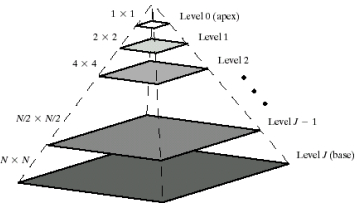 1 × 1
Level 0 (apex)
2 × 2
Level 1
4 × 4
Level 2
N/2 × N/2
Level J − 1
N × N
Level J (base)